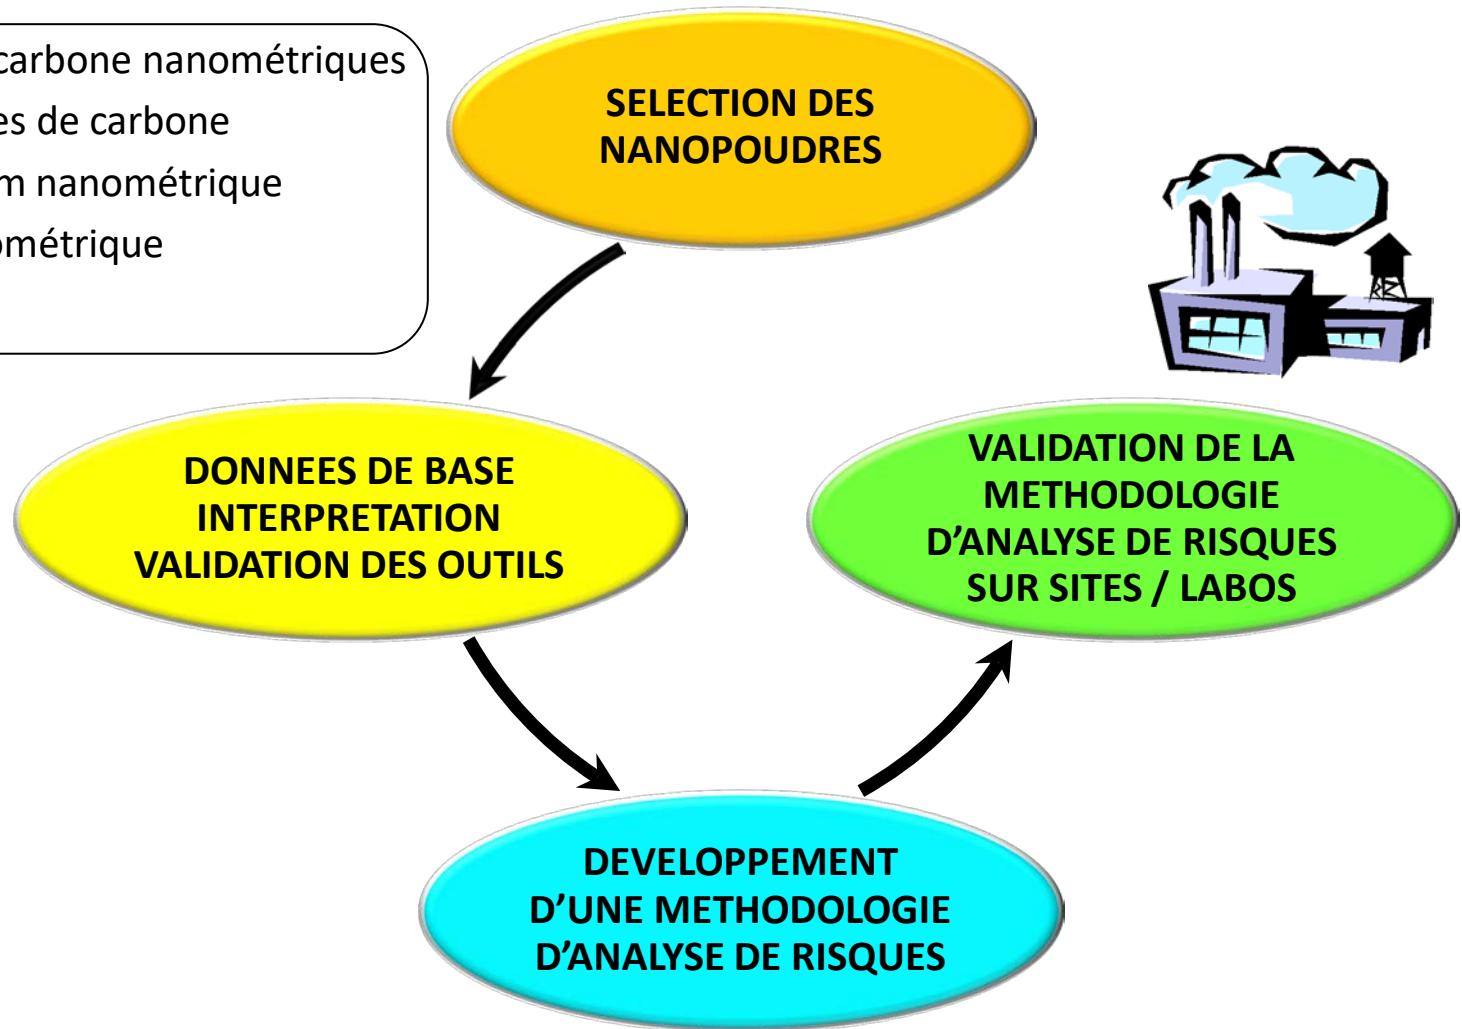 carbone nanométriques
es de carbone
m nanométrique
ométrique
SELECTION DES
NANOPOUDRES
DONNEES DE BASE
INTERPRETATION
VALIDATION DES OUTILS
VALIDATION DE LA
METHODOLOGIE
D’ANALYSE DE RISQUES
SUR SITES / LABOS
DEVELOPPEMENT
D’UNE METHODOLOGIE
D’ANALYSE DE RISQUES